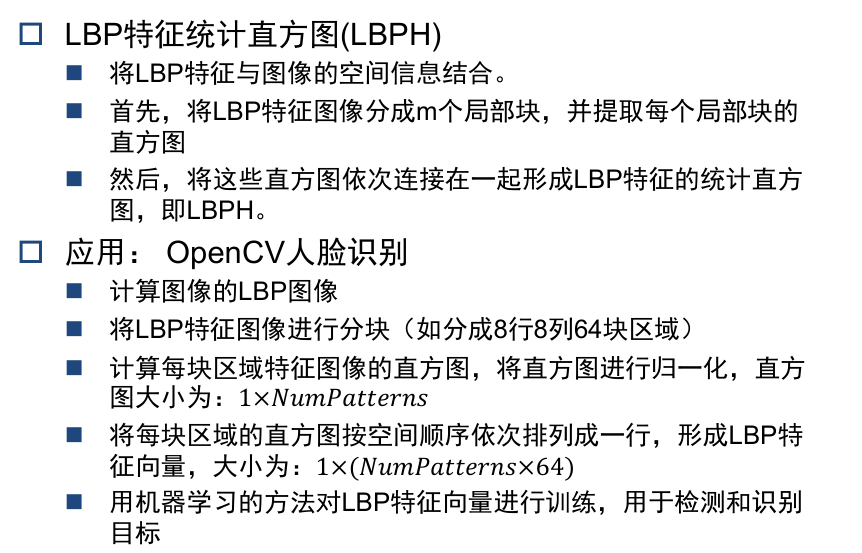 LBP特征统计直方图(LBPH)
将LBP特征与图像的空间信息结合。
首先，将LBP特征图像分成m个局部块，并提取每个局部块的
直方图
然后，将这些直方图依次连接在一起形成LBP特征的统计直方
图，即LBPH。
应用： OpenCV人脸识别
计算图像的LBP图像
将LBP特征图像进行分块（如分成8行8列64块区域）
计算每块区域特征图像的直方图，将直方图进行归一化，直方
图大小为：1×NumPatterns
将每块区域的直方图按空间顺序依次排列成一行，形成LBP特
征向量，大小为：1×(NumPatterns×64)
用机器学习的方法对LBP特征向量进行训练，用于检测和识别
目标